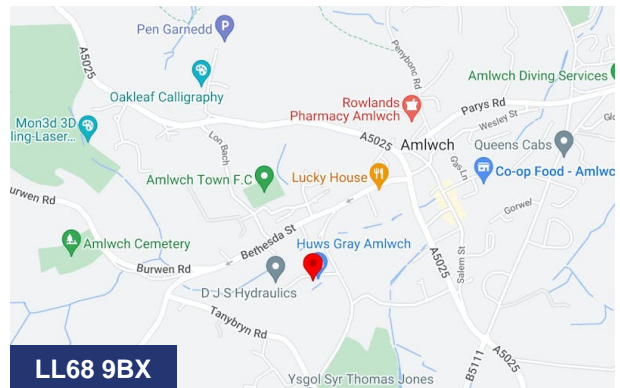 Pen Garnedd
A5025
Oakleaf Calligraphy
Penybonc Rd
Amlwch Diving Services
Rowlands
Pharmacy Amlwch
Parys Rd
Wesley St
Mon3d 3D
ling-Laser...
A5025
Amlwch
Queens Cabs
Lon Bach
Gas Ln
Co-op Food - Amlwc
Amlwch Town F.C
Lucky House
urwen Rd
Gorwel
Bethesda St
Amlwch Cemetery
Huws Gray Amlwch
Burwen Rd
A5025
Salem St
D J S Hydraulics
Tanybryn Rd
A5025
B5111
Ysgol Syr Thomas Jones
LL68 9BX